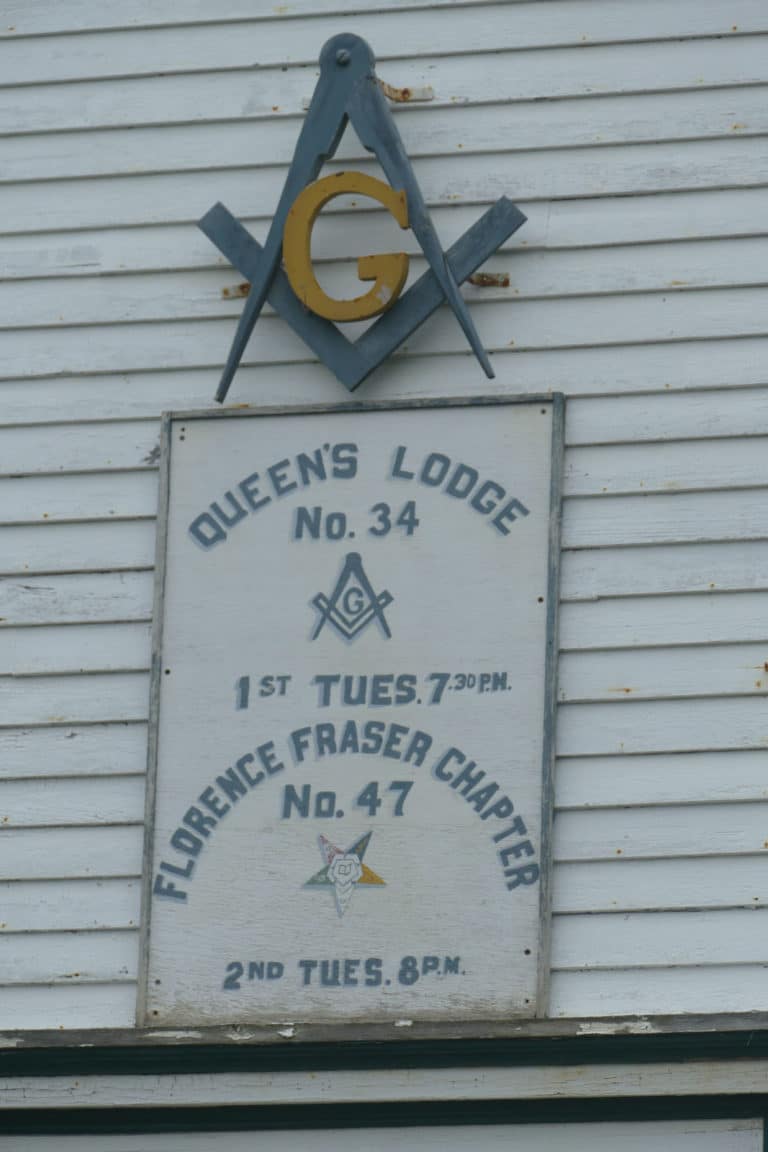 G
QUEEN'S LODGE
No. 34
G
1ST TUES. 7.30 P.M.
FLORENCE FRASER CHAPTER
No. 47
2ND TUES. 8 P.M.